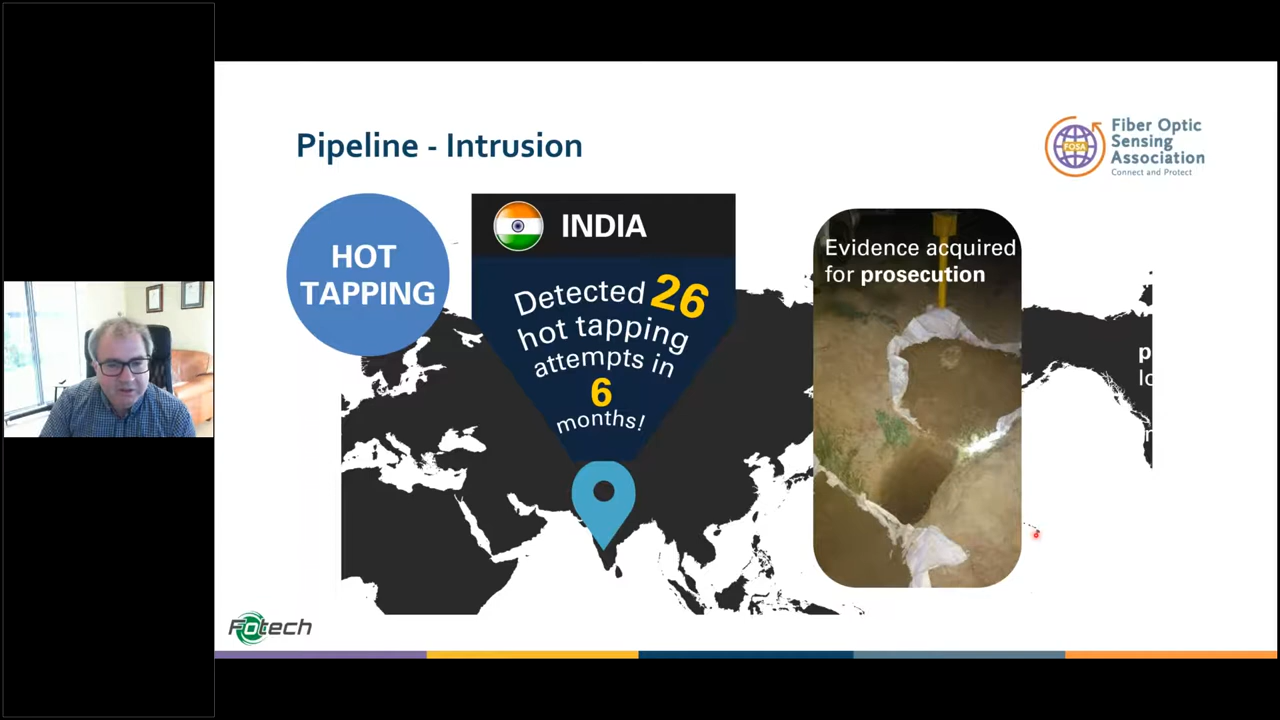 Pipeline - Intrusion
FOSA
Fiber Optic
Sensing
Association
Connect and Protect
HOT
TAPPING
INDIA
Detected 26
hot tapping
attempts in
6
months!
Evidence acquired
for prosecution
Fotech